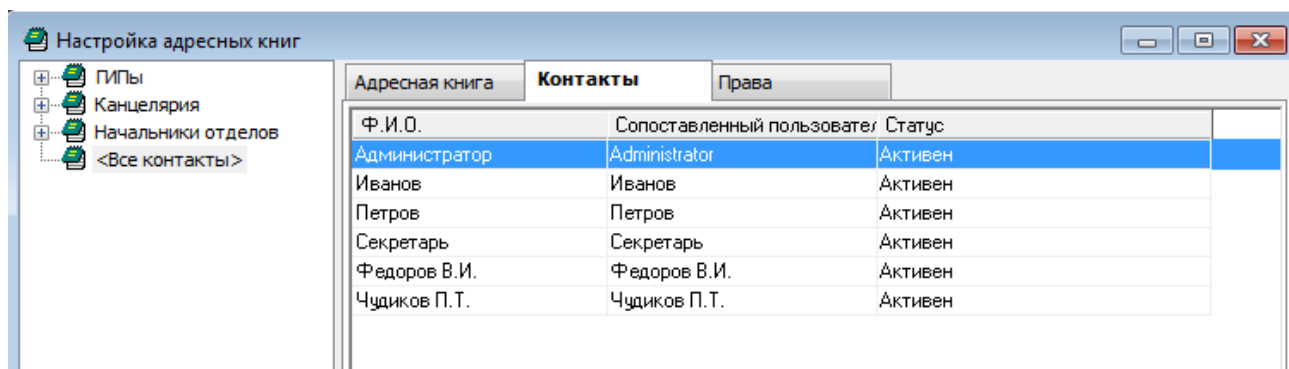 Настройка адресных книг
ГИПы
Канцелярия
Начальники отделов
<Все контакты>
Адресная книга Контакты Права
Ф.И.О. Сопоставленный пользовател Статус
Администратор Administrator Активен
Иванов Иванов Активен
Петров Петров Активен
Секретарь Секретарь Активен
Федоров В.И. Федоров В.И. Активен
Чудиков П.Т. Чудиков П.Т. Активен